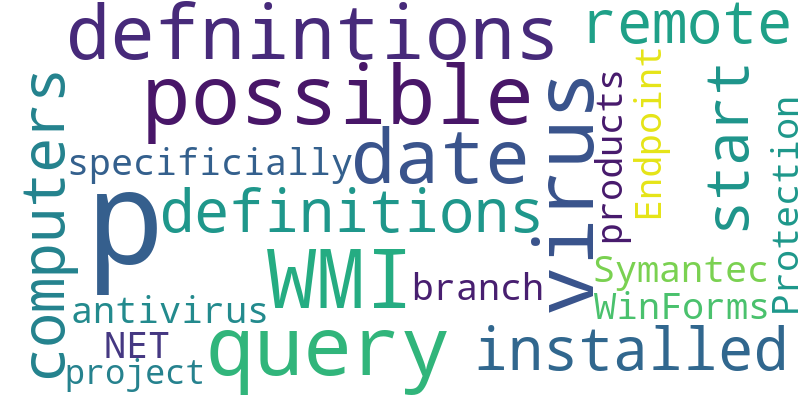 defnintions
remote
possible
computers
virus
products
Endpoint
start
Protection
specificially
date
p
definitions
WMI
branch
Symantec
antivirus
WinForms
NET
query
installed
project